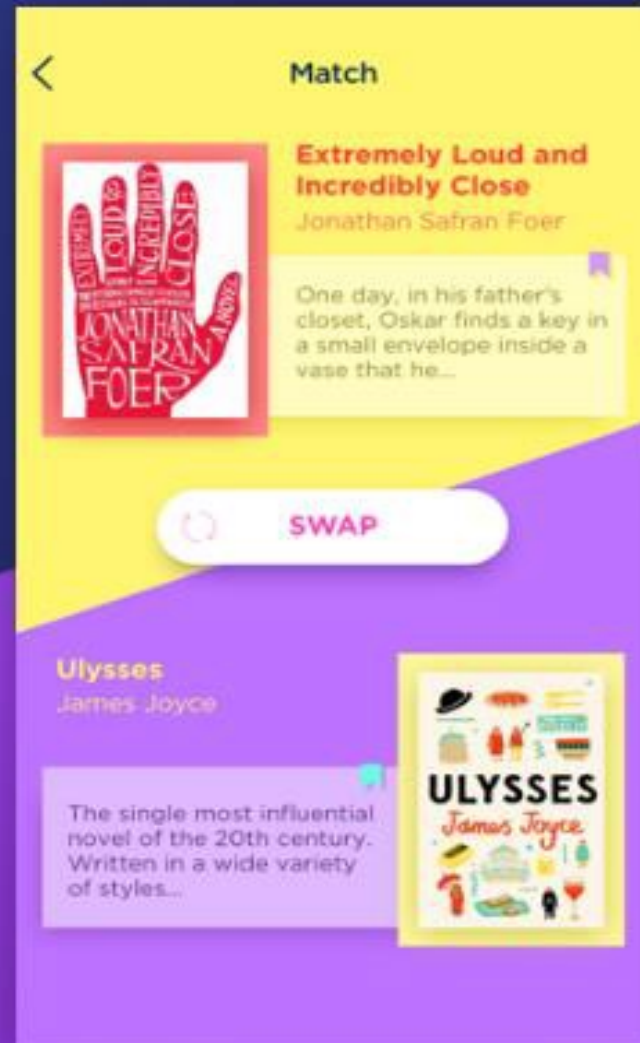 Match
EXTREMELY
LOUD &
INCREDIBLY
CLOSE
JONATHAN
SAFRAN
FOER
A NOVEL
Extremely Loud and
Incredibly Close
Jonathan Safran Foer
One day, in his father's
closet, Oskar finds a key in
a small envelope inside a
vase that he...
SWAP
Ulysses
James Joyce
The single most influential
novel of the 20th century.
Written in a wide variety
of styles...
ULYSSES
James Joyce